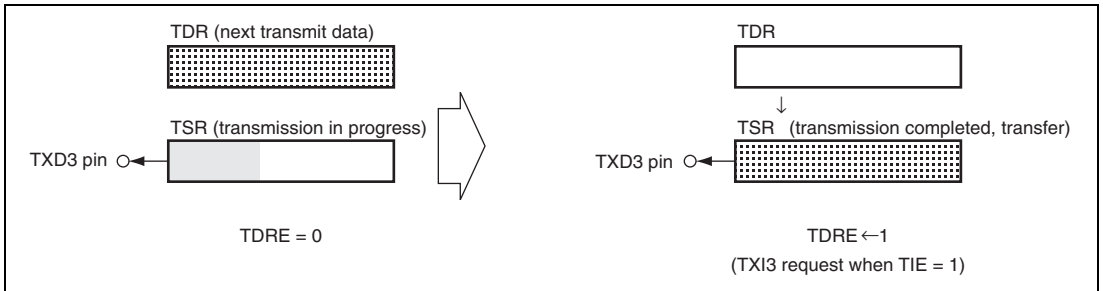 TDR (next transmit data)
TSR (transmission in progress)
TXD3 pin
TDRE = 0
TDR
↓
TSR (transmission completed, transfer)
TXD3 pin
TDRE ←1
(TXI3 request when TIE = 1)